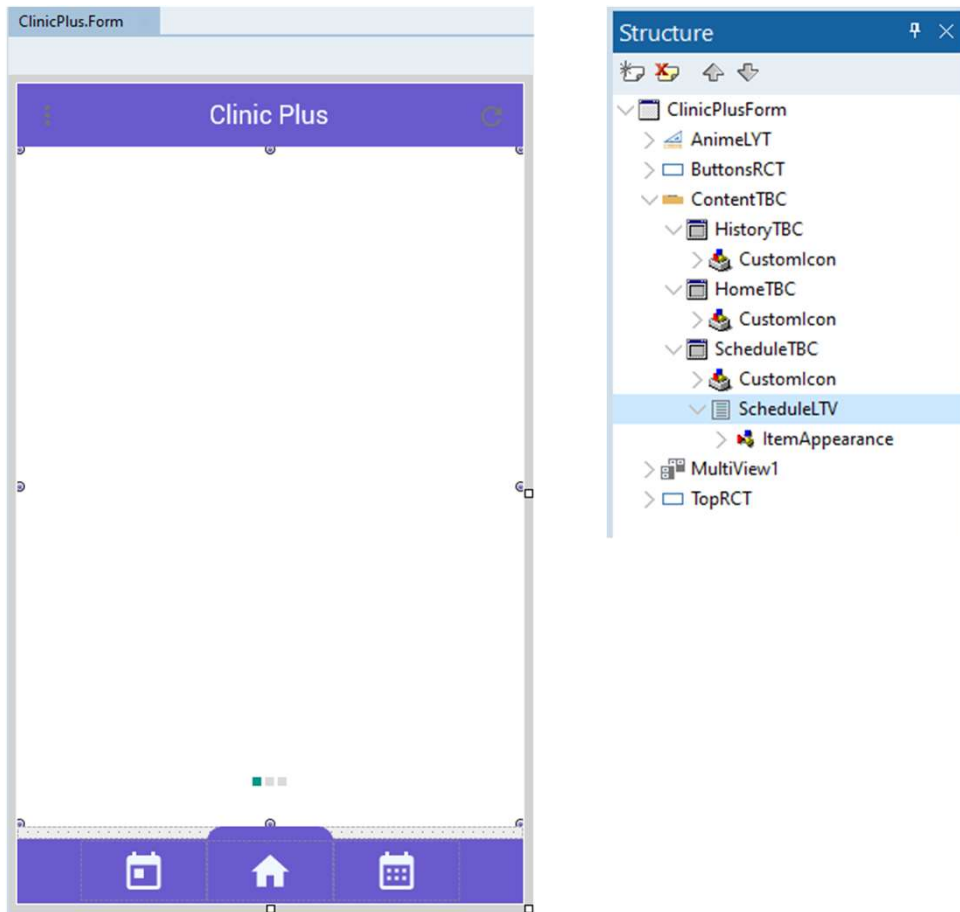 ClinicPlus.Form
Clinic Plus
Structure
ClinicPlusForm
AnimeLYT
ButtonsRCT
ContentTBC
HistoryTBC
CustomIcon
HomeTBC
CustomIcon
ScheduleTBC
CustomIcon
ScheduleLTV
ItemAppearance
MultiView1
TopRCT